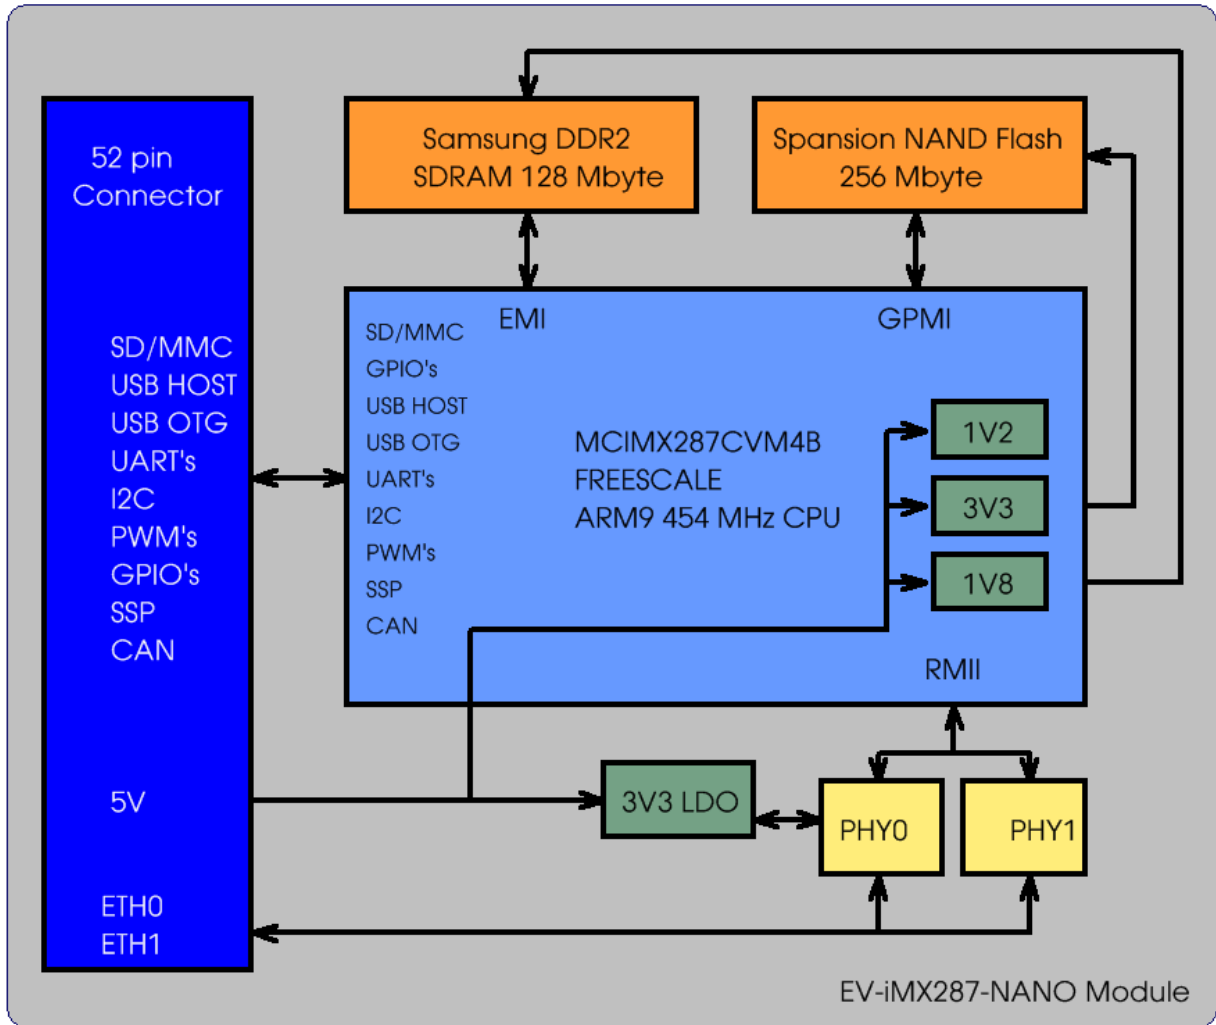 52 pin
Connector
SD/MMC
USB HOST
USB OTG
UART's
I2C
PWM's
GPIO's
SSP
CAN
5V
ETH0
ETH1
Samsung DDR2
SDRAM 128 Mbyte
Spansion NAND Flash
256 Mbyte
EMI
GPMI
SD/MMC
GPIO's
USB HOST
USB OTG
UART's
I2C
PWM's
SSP
CAN
MCIMX287CVM4B
FREESCALE
ARM9 454 MHz CPU
1V2
3V3
1V8
RMII
3V3 LDO
PHY0
PHY1
EV-iMX287-NANO Module